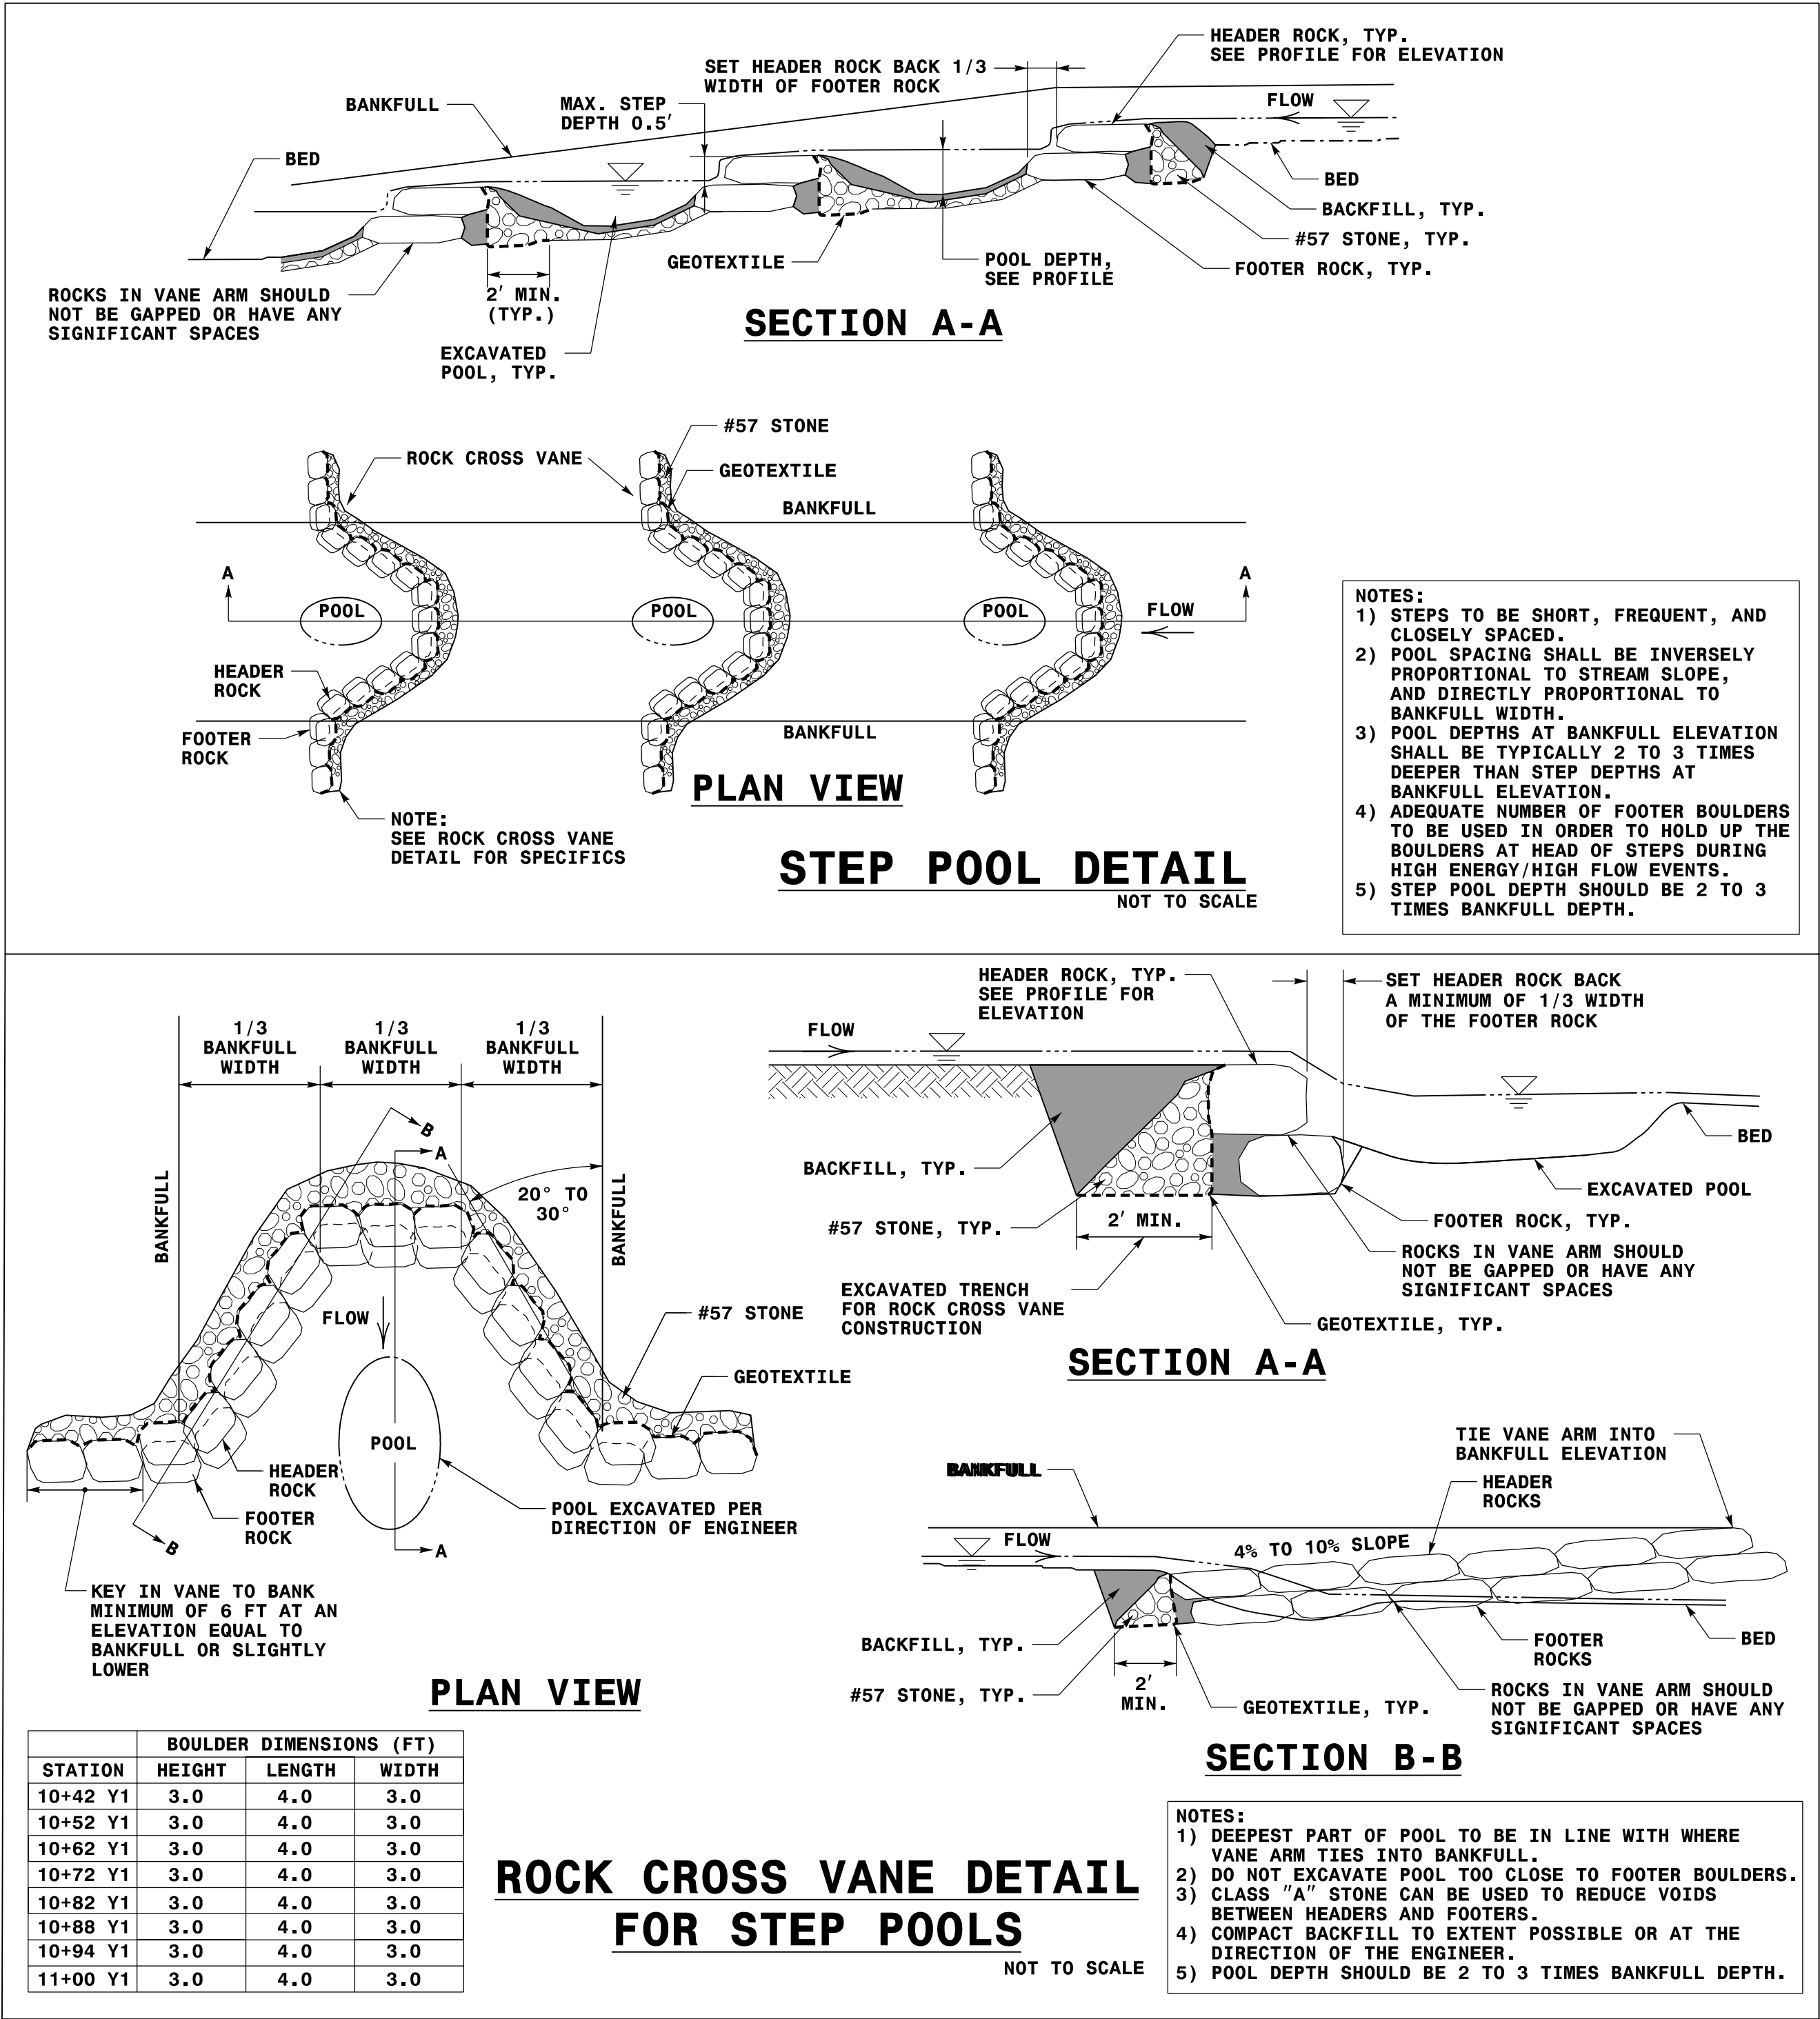 HEADER ROCK, TYP.
SEE PROFILE FOR ELEVATION
SET HEADER ROCK BACK 1/3
WIDTH OF FOOTER ROCK
BANKFULL
MAX. STEP
DEPTH 0.5'
FLOW
BED
BED
BACKFILL, TYP.
#57 STONE, TYP.
GEOTEXTILE
POOL DEPTH,
SEE PROFILE
FOOTER ROCK, TYP.
ROCKS IN VANE ARM SHOULD
NOT BE GAPPED OR HAVE ANY
SIGNIFICANT SPACES
2' MIN.
(TYP.)
EXCAVATED
POOL, TYP.
SECTION A-A
#57 STONE
ROCK CROSS VANE
GEOTEXTILE
BANKFULL
A
A
POOL
POOL
POOL
FLOW
HEADER
ROCK
FOOTER
ROCK
BANKFULL
PLAN VIEW
NOTE:
SEE ROCK CROSS VANE
DETAIL FOR SPECIFICS
STEP POOL DETAIL
NOT TO SCALE
NOTES:
1) STEPS TO BE SHORT, FREQUENT, AND
CLOSELY SPACED.
2) POOL SPACING SHALL BE INVERSELY
PROPORTIONAL TO STREAM SLOPE,
AND DIRECTLY PROPORTIONAL TO
BANKFULL WIDTH.
3) POOL DEPTHS AT BANKFULL ELEVATION
SHALL BE TYPICALLY 2 TO 3 TIMES
DEEPER THAN STEP DEPTHS AT
BANKFULL ELEVATION.
4) ADEQUATE NUMBER OF FOOTER BOULDERS
TO BE USED IN ORDER TO HOLD UP THE
BOULDERS AT HEAD OF STEPS DURING
HIGH ENERGY/HIGH FLOW EVENTS.
5) STEP POOL DEPTH SHOULD BE 2 TO 3
TIMES BANKFULL DEPTH.
1/3
BANKFULL
WIDTH
1/3
BANKFULL
WIDTH
1/3
BANKFULL
WIDTH
B
A
BANKFULL
20° TO
30°
BANKFULL
FLOW
#57 STONE
GEOTEXTILE
POOL
HEADER
ROCK
FOOTER
ROCK
POOL EXCAVATED PER
DIRECTION OF ENGINEER
B
A
KEY IN VANE TO BANK
MINIMUM OF 6 FT AT AN
ELEVATION EQUAL TO
BANKFULL OR SLIGHTLY
LOWER
PLAN VIEW
HEADER ROCK, TYP.
SEE PROFILE FOR
ELEVATION
SET HEADER ROCK BACK
A MINIMUM OF 1/3 WIDTH
OF THE FOOTER ROCK
FLOW
BED
BACKFILL, TYP.
EXCAVATED POOL
#57 STONE, TYP.
2' MIN.
FOOTER ROCK, TYP.
ROCKS IN VANE ARM SHOULD
NOT BE GAPPED OR HAVE ANY
SIGNIFICANT SPACES
EXCAVATED TRENCH
FOR ROCK CROSS VANE
CONSTRUCTION
GEOTEXTILE, TYP.
SECTION A-A
TIE VANE ARM INTO
BANKFULL ELEVATION
BANKFULL
HEADER
ROCKS
FLOW
4% TO 10% SLOPE
BACKFILL, TYP.
FOOTER
ROCKS
BED
#57 STONE, TYP.
2'
MIN.
GEOTEXTILE, TYP.
ROCKS IN VANE ARM SHOULD
NOT BE GAPPED OR HAVE ANY
SIGNIFICANT SPACES
SECTION B-B
BOULDER DIMENSIONS (FT)
STATION HEIGHT LENGTH WIDTH
10+42 Y1 3.0 4.0 3.0
10+52 Y1 3.0 4.0 3.0
10+62 Y1 3.0 4.0 3.0
10+72 Y1 3.0 4.0 3.0
10+82 Y1 3.0 4.0 3.0
10+88 Y1 3.0 4.0 3.0
10+94 Y1 3.0 4.0 3.0
11+00 Y1 3.0 4.0 3.0
ROCK CROSS VANE DETAIL
FOR STEP POOLS
NOT TO SCALE
NOTES:
1) DEEPEST PART OF POOL TO BE IN LINE WITH WHERE
VANE ARM TIES INTO BANKFULL.
2) DO NOT EXCAVATE POOL TOO CLOSE TO FOOTER BOULDERS.
3) CLASS "A" STONE CAN BE USED TO REDUCE VOIDS
BETWEEN HEADERS AND FOOTERS.
4) COMPACT BACKFILL TO EXTENT POSSIBLE OR AT THE
DIRECTION OF THE ENGINEER.
5) POOL DEPTH SHOULD BE 2 TO 3 TIMES BANKFULL DEPTH.